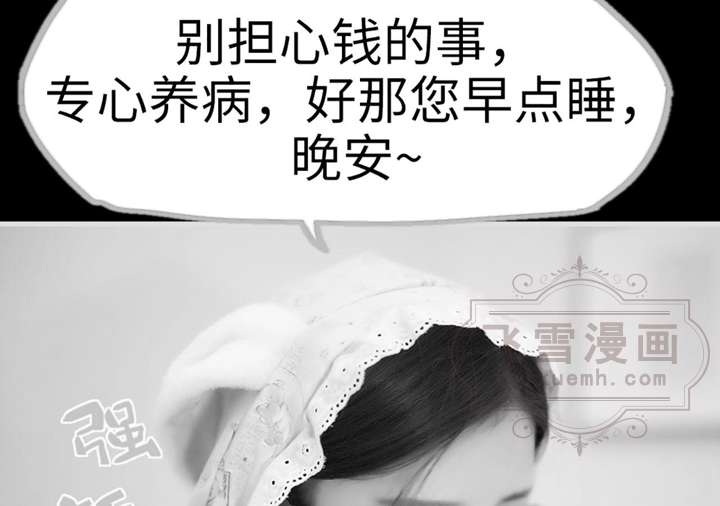 别担心钱的事，
专心养病，好那您早点睡，
晚安~
飞雪漫画
强